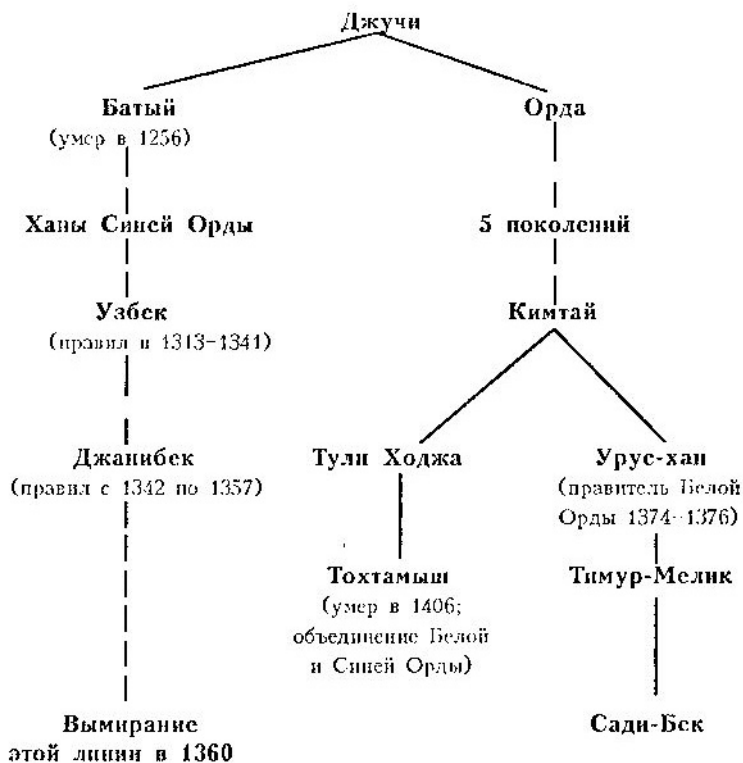 Джучи
Батый
(умер в 1256)
Орда
Ханы Синей Орды
5 поколений
Узбек
(правил в 1313-1341)
Кимтай
Джанибек
(правил с 1342 по 1357)
Тули Ходжа
Урус-хан
(правитель Белой
Орды 1374-1376)
Тохтамыш
(умер в 1406;
объединение Белой
и Синей Орды)
Тимур-Мелик
Вымирание
этой линии в 1360
Сади-Бек